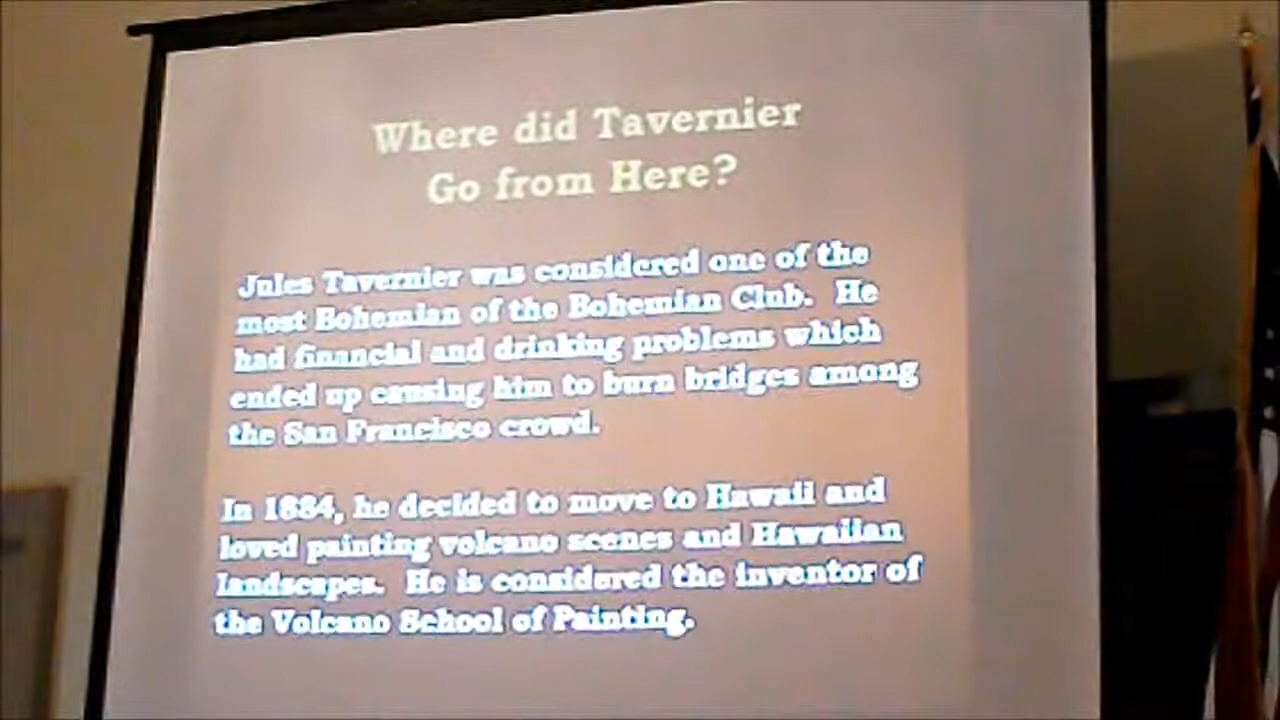 Where did Tavernier
Go from Here?
Jules Tavernier was considered one of the
most Bohemian of the Bohemian Club. He
had financial and drinking problems which
ended up causing him to burn bridges among
the San Francisco crowd.
In 1884, he decided to move to Hawaii and
loved painting volcano scenes and Hawaiian
landscapes. He is considered the inventor of
the Volcano School of Painting.